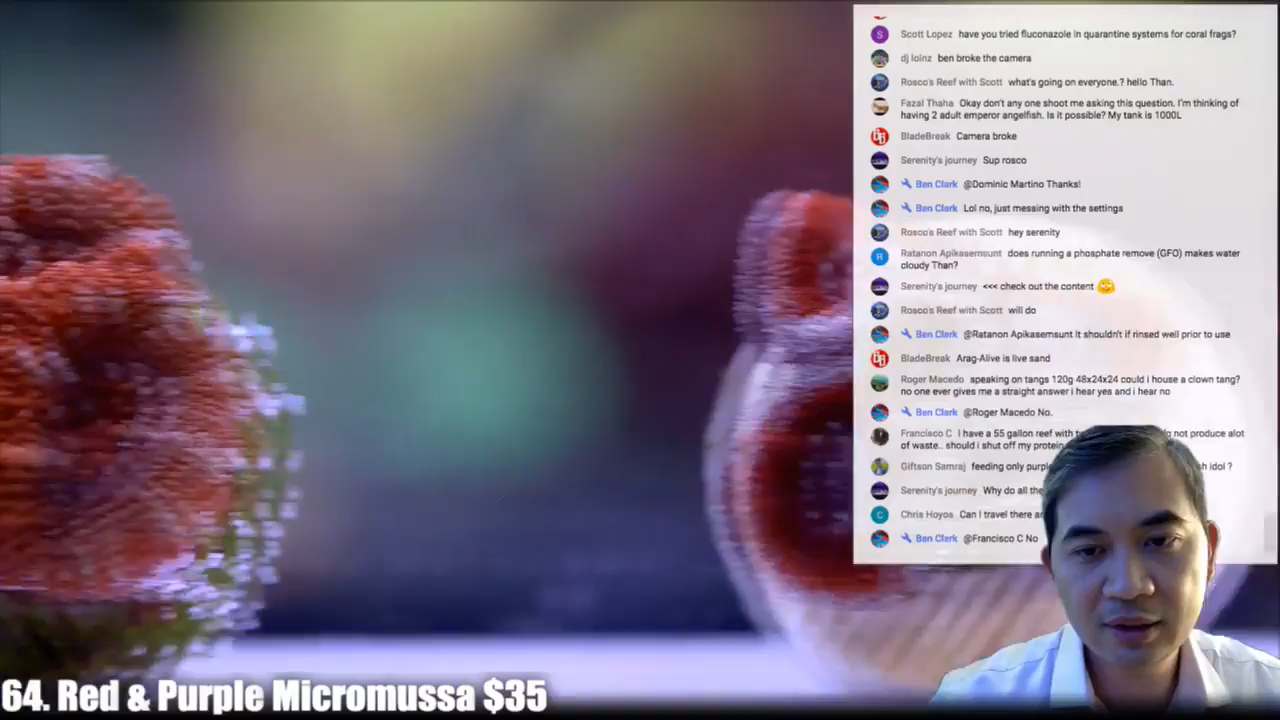 S
Scott Lopez have you tried fluconazole in quarantine systems for coral frags?
dj loinz ben broke the camera
Rosco's Reef with Scott what's going on everyone.? hello Than.
Fazal Thaha Okay don't any one shoot me asking this question. I'm thinking of
having 2 adult emperor angelfish. Is it possible? My tank is 1000L
BladeBreak Camera broke
Serenity's journey Sup rosco
Ben Clark @Dominic Martino Thanks!
Ben Clark Lol no, just messing with the settings
Rosco's Reef with Scott hey serenity
R
Ratanon Apikasemsunt does running a phosphate remove (GFO) makes water
cloudy Than?
Serenity's journey <<< check out the content
Rosco's Reef with Scott will do
Ben Clark @Ratanon Apikasemsunt It shouldn't if rinsed well prior to use
BladeBreak Arag-Alive is live sand
Roger Macedo speaking on tangs 120g 48x24x24 could i house a clown tang?
no one ever gives me a straight answer i hear yes and i hear no
Ben Clark @Roger Macedo No.
Francisco C I have a 55 gallon reef with not produce alot
of waste.. should i shut off my
Giftson Samraj feeding only idol ?
Serenity's journey Why do all the
C
Chris Hoyos Can I travel there
Ben Clark @Francisco C No
64. Red & Purple Micromussa $35